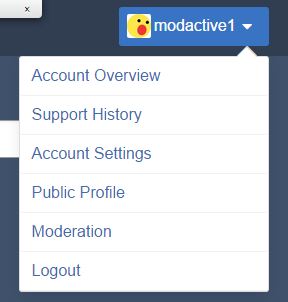 x
modactive1
Account Overview
Support History
Account Settings
Public Profile
Moderation
Logout